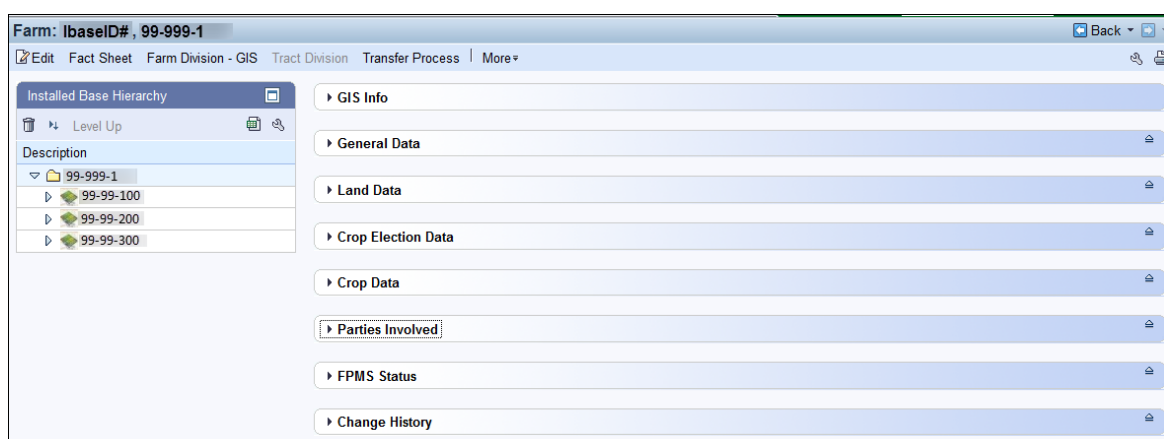 Farm: IbaseID# , 99-999-1
Back
Edit Fact Sheet Farm Division - GIS Tract Division Transfer Process More
Installed Base Hierarchy
Level Up
Description
99-999-1
99-99-100
99-99-200
99-99-300
GIS Info
General Data
Land Data
Crop Election Data
Crop Data
Parties Involved
FPMS Status
Change History